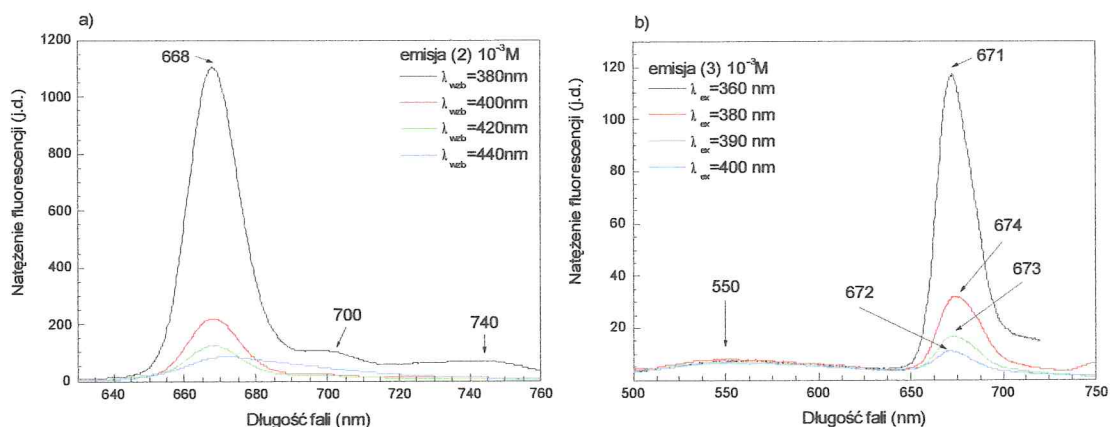 a)
1200
1000
800
600
400
200
0
Natężenie fluorescencji (j.d.)
668
700
740
emisja (2) 10⁻³M
λwzb=380nm
λwzb=400nm
λwzb=420nm
λwzb=440nm
640 660 680 700 720 740 760
Długość fali (nm)
b)
120
100
80
60
40
20
Natężenie fluorescencji (j.d.)
emisja (3) 10⁻³M
λex=360 nm
λex=380 nm
λex=390 nm
λex=400 nm
671
674
673
672
550
500 550 600 650 700 750
Długość fali (nm)